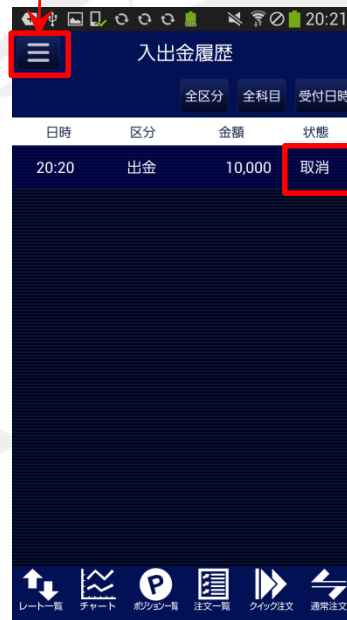 20:21
入出金履歴
全区分 全科目 受付日時
日時 区分 金額 状態
20:20 出金 10,000 取消
レート一覧 チャート ポジション一覧 注文一覧 クイック注文 通常注文